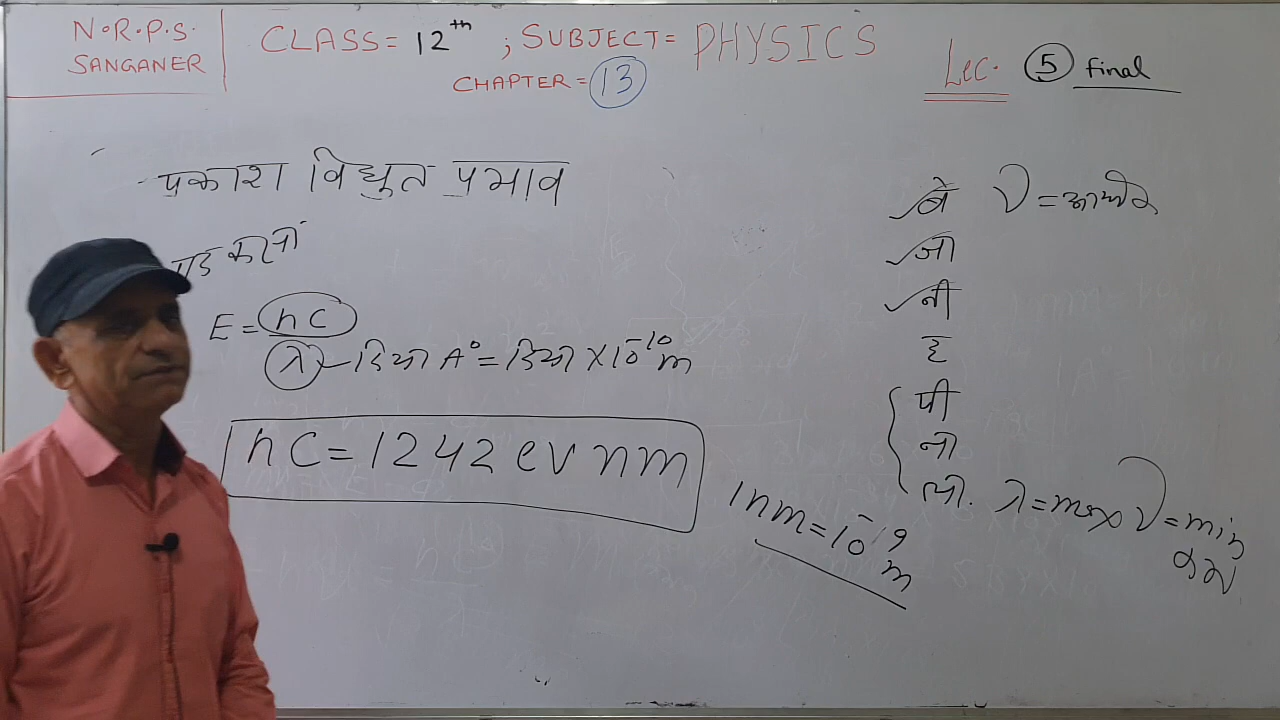 N.R.P.S.
SANGANER
CLASS= 12th ; SUBJECT= PHYSICS
CHAPTER = 13
Lec. 5 final
प्रकाश विद्युत प्रभाव
E = hc
λ A° = × 10⁻¹⁰ m
hc = 1242 ev nm
1nm = 10⁻⁹ m
बे ν =
जा
नी
ह
पी
ना
ला. λ = max ν = min
कम